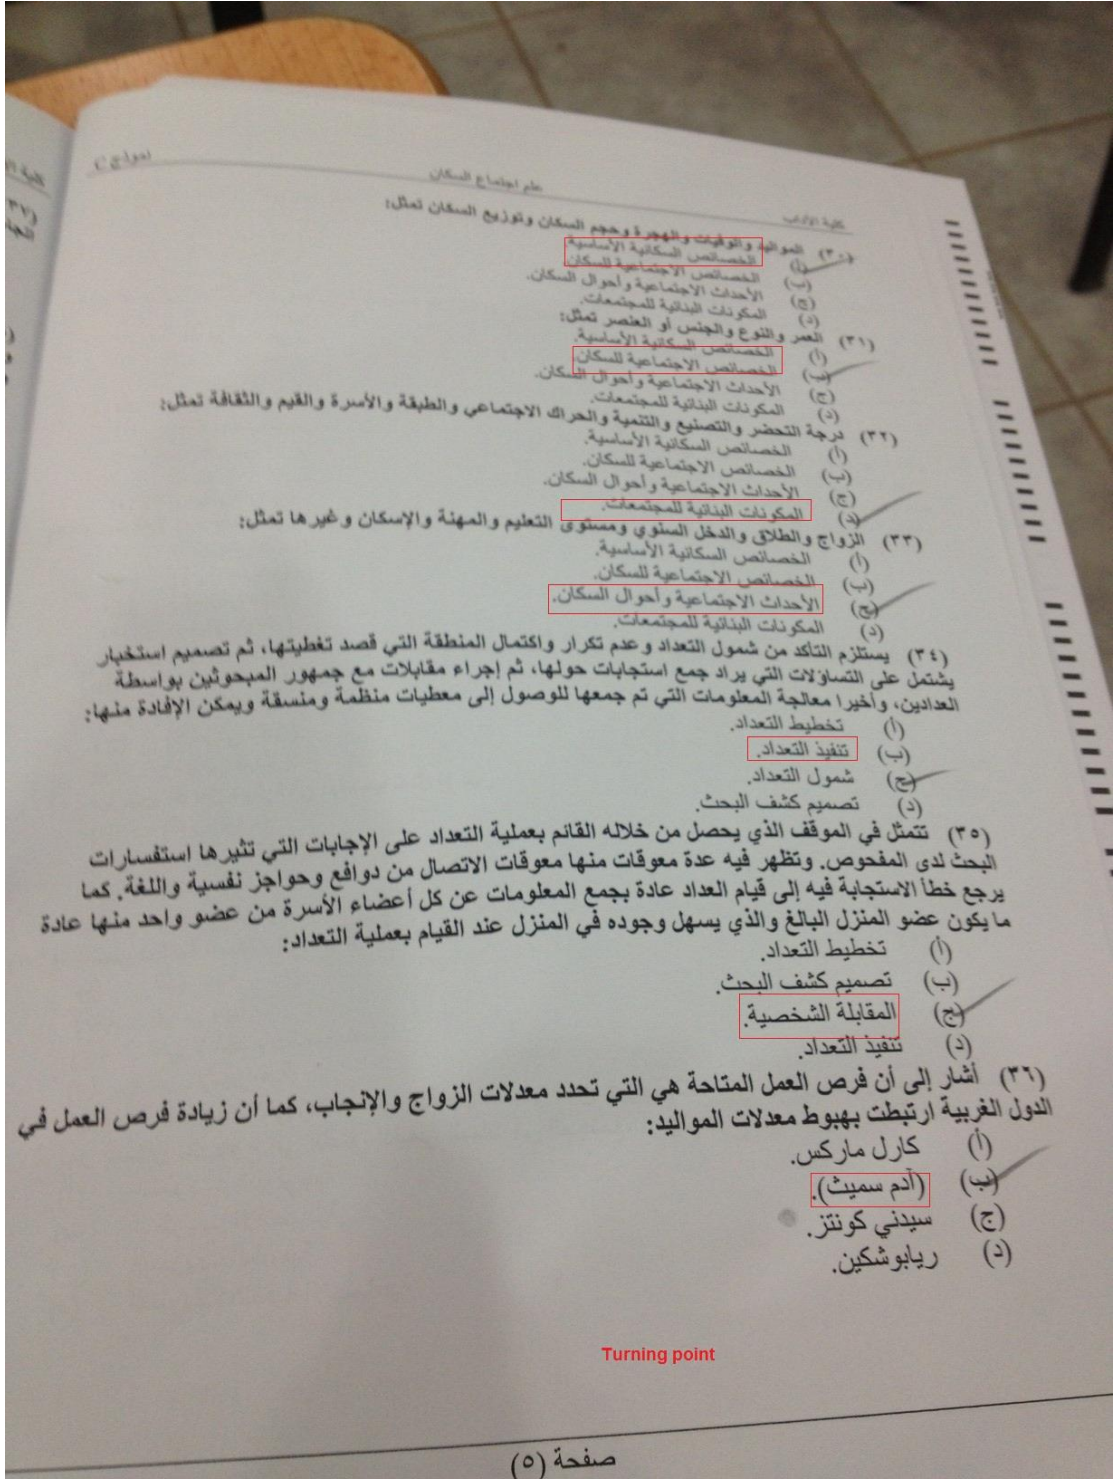 كلية الآداب
علم اجتماع السكان
نموذج C
(٣٠) المواليد والوفيات والهجرة وحجم السكان وتوزيع السكان تمثل:
(أ) الخصائص السكانية الأساسية.
(ب) الخصائص الاجتماعية للسكان.
(ج) الأحداث الاجتماعية وأحوال السكان.
(د) المكونات البنائية للمجتمعات.
(٣١) العمر والنوع والجنس أو العنصر تمثل:
(أ) الخصائص السكانية الأساسية.
(ب) الخصائص الاجتماعية للسكان.
(ج) الأحداث الاجتماعية وأحوال السكان.
(د) المكونات البنائية للمجتمعات.
(٣٢) درجة التحضر والتصنيع والتنمية والحراك الاجتماعي والطبقة والأسرة والقيم والثقافة تمثل:
(أ) الخصائص السكانية الأساسية.
(ب) الخصائص الاجتماعية للسكان.
(ج) الأحداث الاجتماعية وأحوال السكان.
(د) المكونات البنائية للمجتمعات.
(٣٣) الزواج والطلاق والدخل السنوي ومستوى التعليم والمهنة والإسكان وغيرها تمثل:
(أ) الخصائص السكانية الأساسية.
(ب) الخصائص الاجتماعية للسكان.
(ج) الأحداث الاجتماعية وأحوال السكان.
(د) المكونات البنائية للمجتمعات.
(٣٤) يستلزم التأكد من شمول التعداد وعدم تكرار واكتمال المنطقة التي قصد تغطيتها، ثم تصميم استخبار
يشتمل على التساؤلات التي يراد جمع استجابات حولها، ثم إجراء مقابلات مع جمهور المبحوثين بواسطة
العدادين، وأخيرا معالجة المعلومات التي تم جمعها للوصول إلى معطيات منظمة ومنسقة ويمكن الإفادة منها:
(أ) تخطيط التعداد.
(ب) تنفيذ التعداد.
(ج) شمول التعداد.
(د) تصميم كشف البحث.
(٣٥) تتمثل في الموقف الذي يحصل من خلاله القائم بعملية التعداد على الإجابات التي تثيرها استفسارات
البحث لدى المفحوص. وتظهر فيه عدة معوقات منها معوقات الاتصال من دوافع وحواجز نفسية واللغة. كما
يرجع خطأ الاستجابة فيه إلى قيام العداد عادة بجمع المعلومات عن كل أعضاء الأسرة من عضو واحد منها عادة
ما يكون عضو المنزل البالغ والذي يسهل وجوده في المنزل عند القيام بعملية التعداد:
(أ) تخطيط التعداد.
(ب) تصميم كشف البحث.
(ج) المقابلة الشخصية.
(د) تنفيذ التعداد.
(٣٦) أشار إلى أن فرص العمل المتاحة هي التي تحدد معدلات الزواج والإنجاب، كما أن زيادة فرص العمل في
الدول الغربية ارتبطت بهبوط معدلات المواليد:
(أ) كارل ماركس.
(ب) (آدم سميث).
(ج) سيدني كونتز.
(د) ريابوشكين.
Turning point
صفحة (٥)